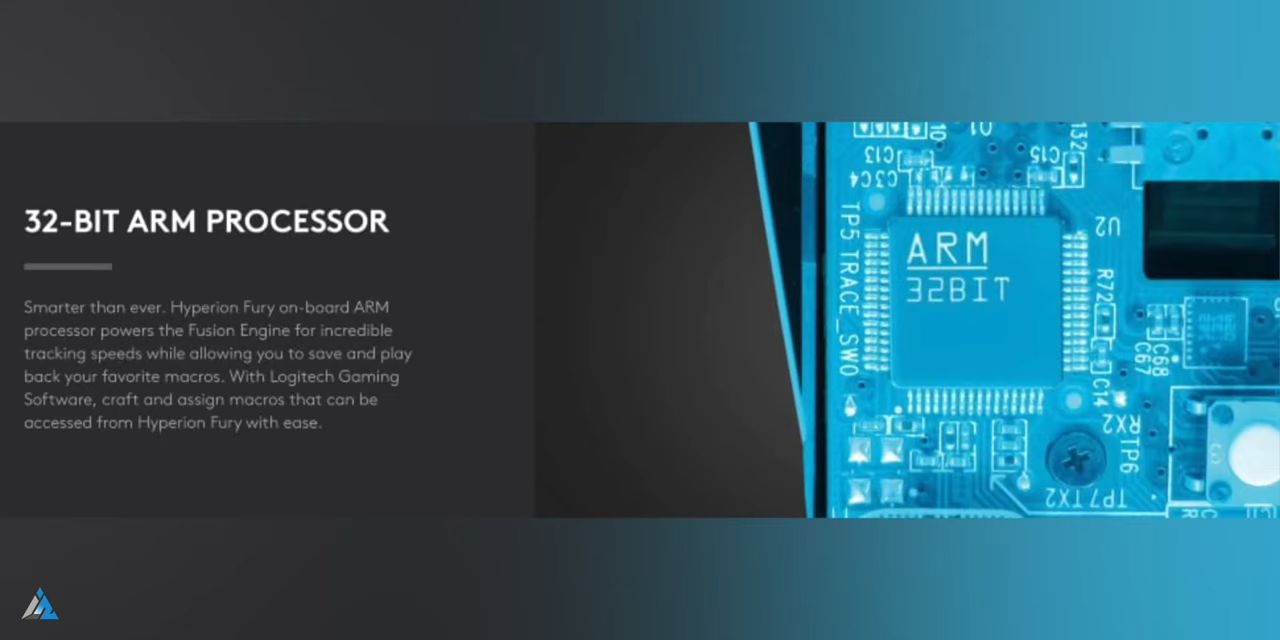 32-BIT ARM PROCESSOR
Smarter than ever. Hyperion Fury on-board ARM
processor powers the Fusion Engine for incredible
tracking speeds while allowing you to save and play
back your favorite macros. With Logitech Gaming
Software, craft and assign macros that can be
accessed from Hyperion Fury with ease.
C13
C15
132
C3C4
U2
TP5 TRACE_SWO
ARM
32BIT
R72
C67
C68
C14
RX2
TP6
TP7TX2